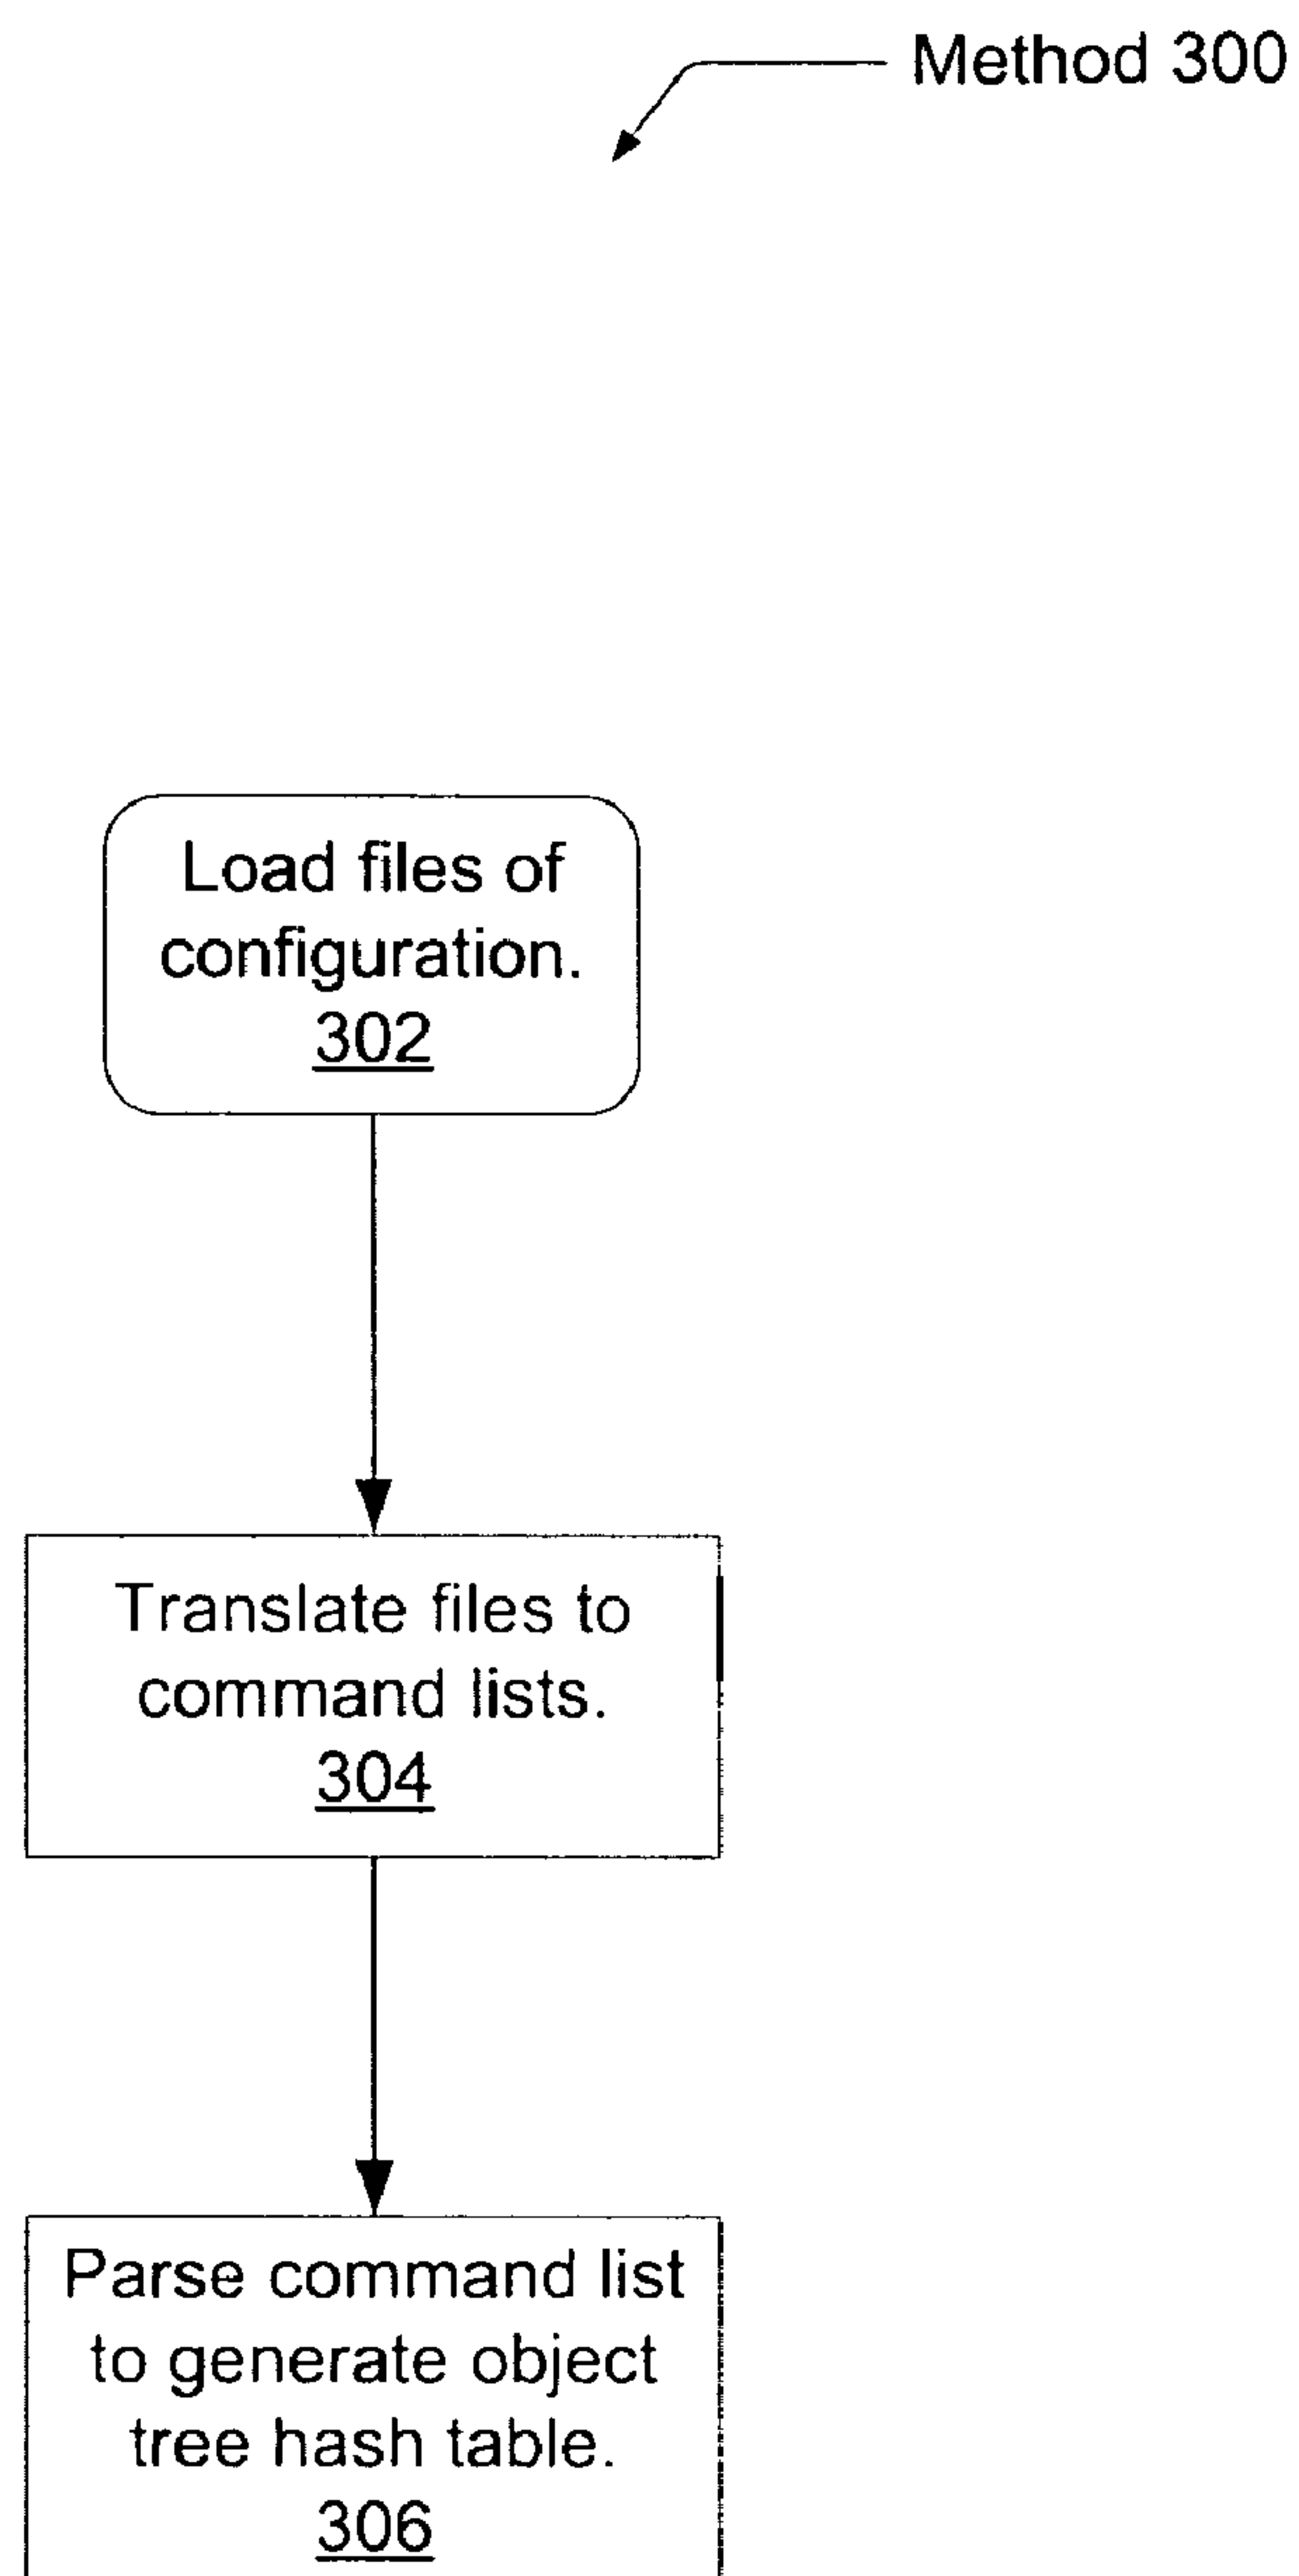 Method 300
Load files of
configuration.
302
Translate files to
command lists.
304
Parse command list
to generate object
tree hash table.
306